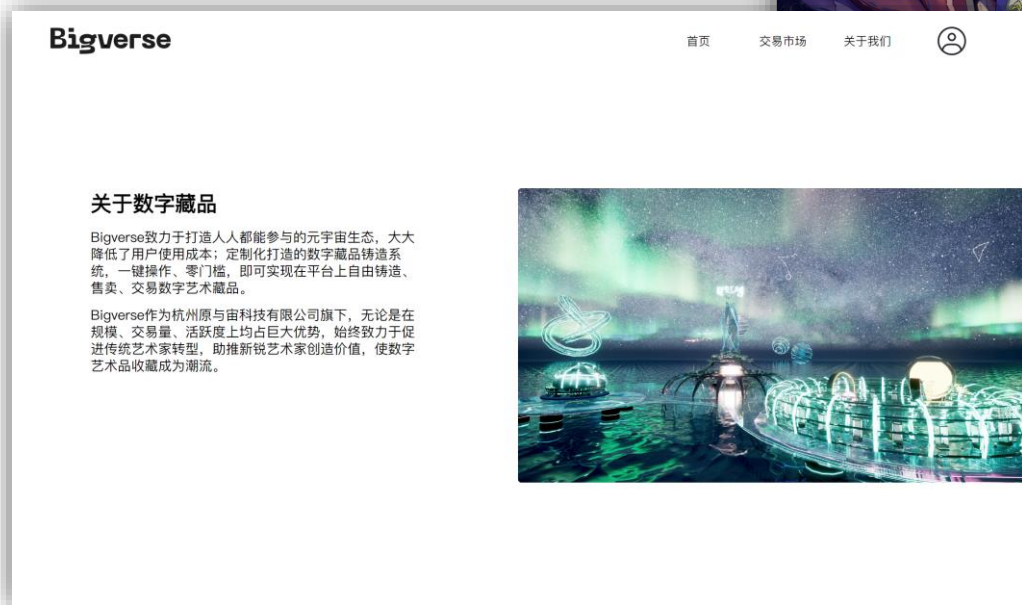 Bigverse
首页 交易市场 关于我们
关于数字藏品
Bigverse致力于打造人人都能参与的元宇宙生态，大大
降低了用户使用成本；定制化打造的数字藏品铸造系
统，一键操作、零门槛，即可实现在平台上自由铸造、
售卖、交易数字艺术藏品。
Bigverse作为杭州原与宙科技有限公司旗下，无论是在
规模、交易量、活跃度上均占巨大优势，始终致力于促
进传统艺术家转型，助推新锐艺术家创造价值，使数字
艺术品收藏成为潮流。